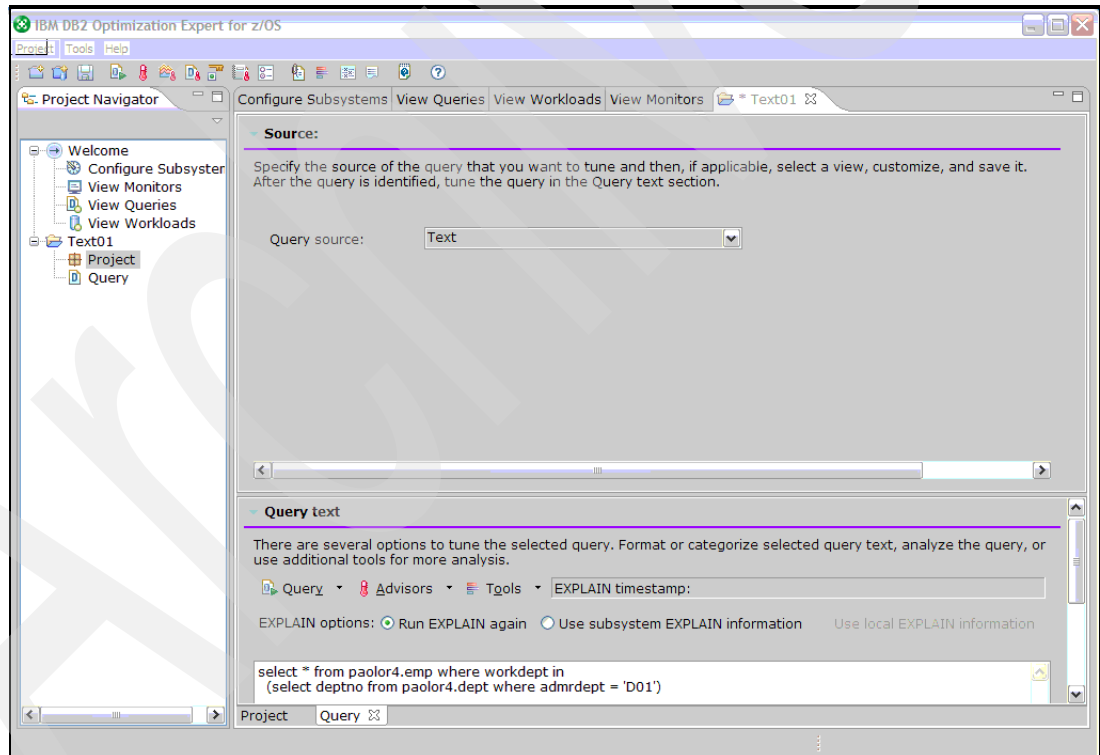 IBM DB2 Optimization Expert for z/OS
Project Tools Help
Project Navigator
Configure Subsystems View Queries View Workloads View Monitors * Text01
Welcome
Configure Subsyster
View Monitors
View Queries
View Workloads
Text01
Project
Query
Source:
Specify the source of the query that you want to tune and then, if applicable, select a view, customize, and save it.
After the query is identified, tune the query in the Query text section.
Query source: Text
Query text
There are several options to tune the selected query. Format or categorize selected query text, analyze the query, or
use additional tools for more analysis.
Query Advisors Tools EXPLAIN timestamp:
EXPLAIN options: Run EXPLAIN again Use subsystem EXPLAIN information Use local EXPLAIN information
select * from paolor4.emp where workdept in
(select deptno from paolor4.dept where admrdept = 'D01')
Project Query